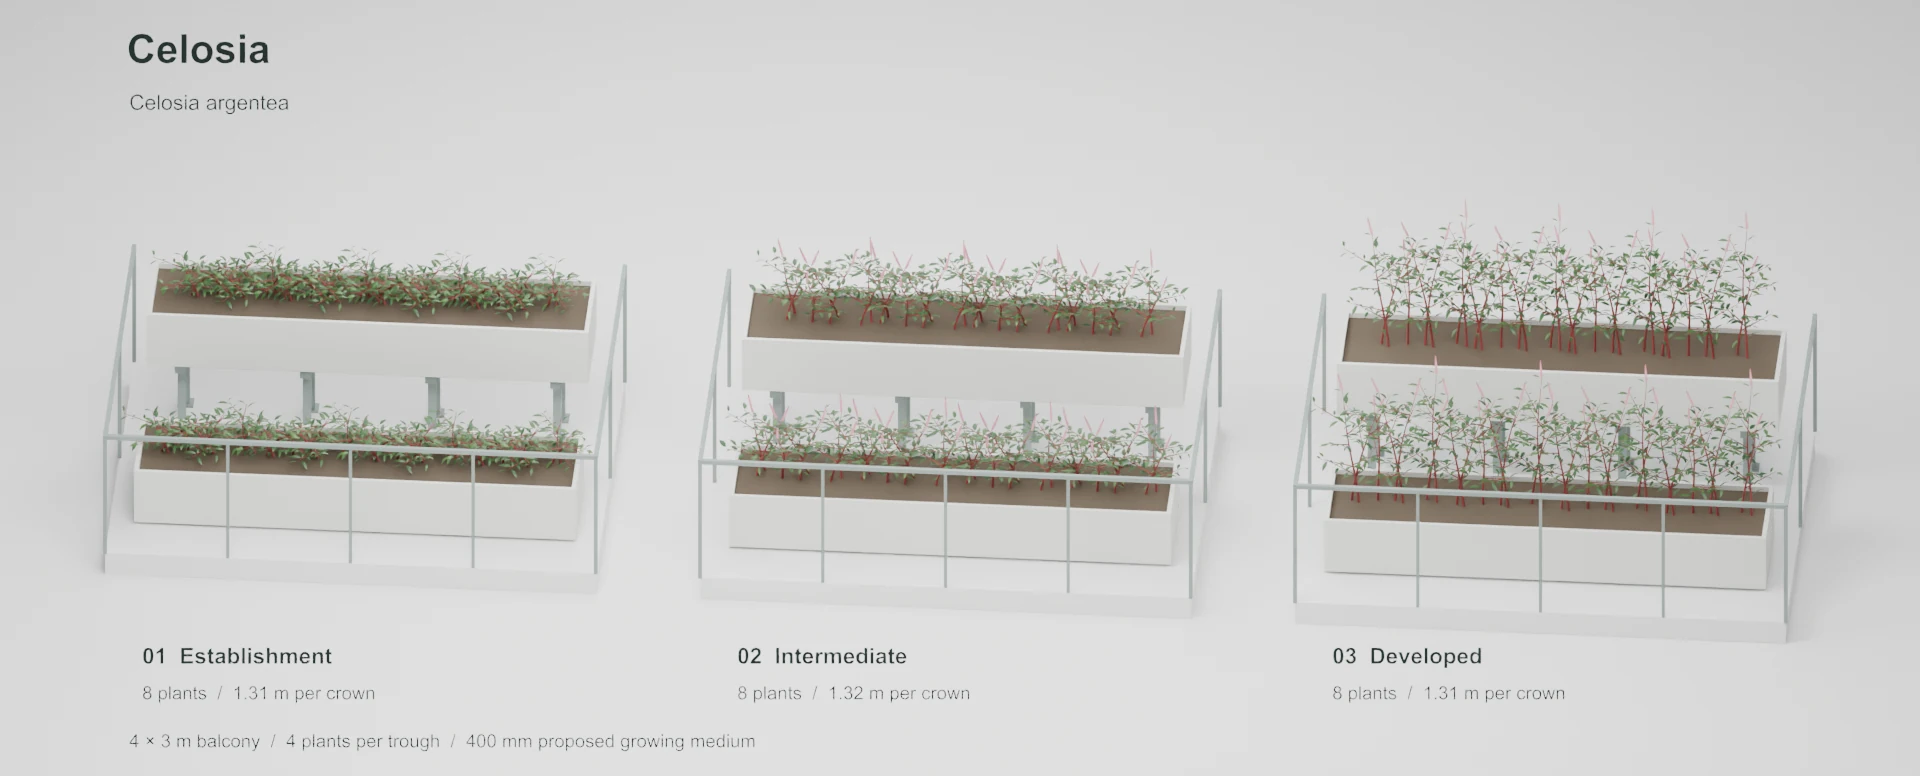 Celosia
Celosia argentea
01 Establishment
8 plants / 1.31 m per crown
02 Intermediate
8 plants / 1.32 m per crown
03 Developed
8 plants / 1.31 m per crown
4 × 3 m balcony / 4 plants per trough / 400 mm proposed growing medium